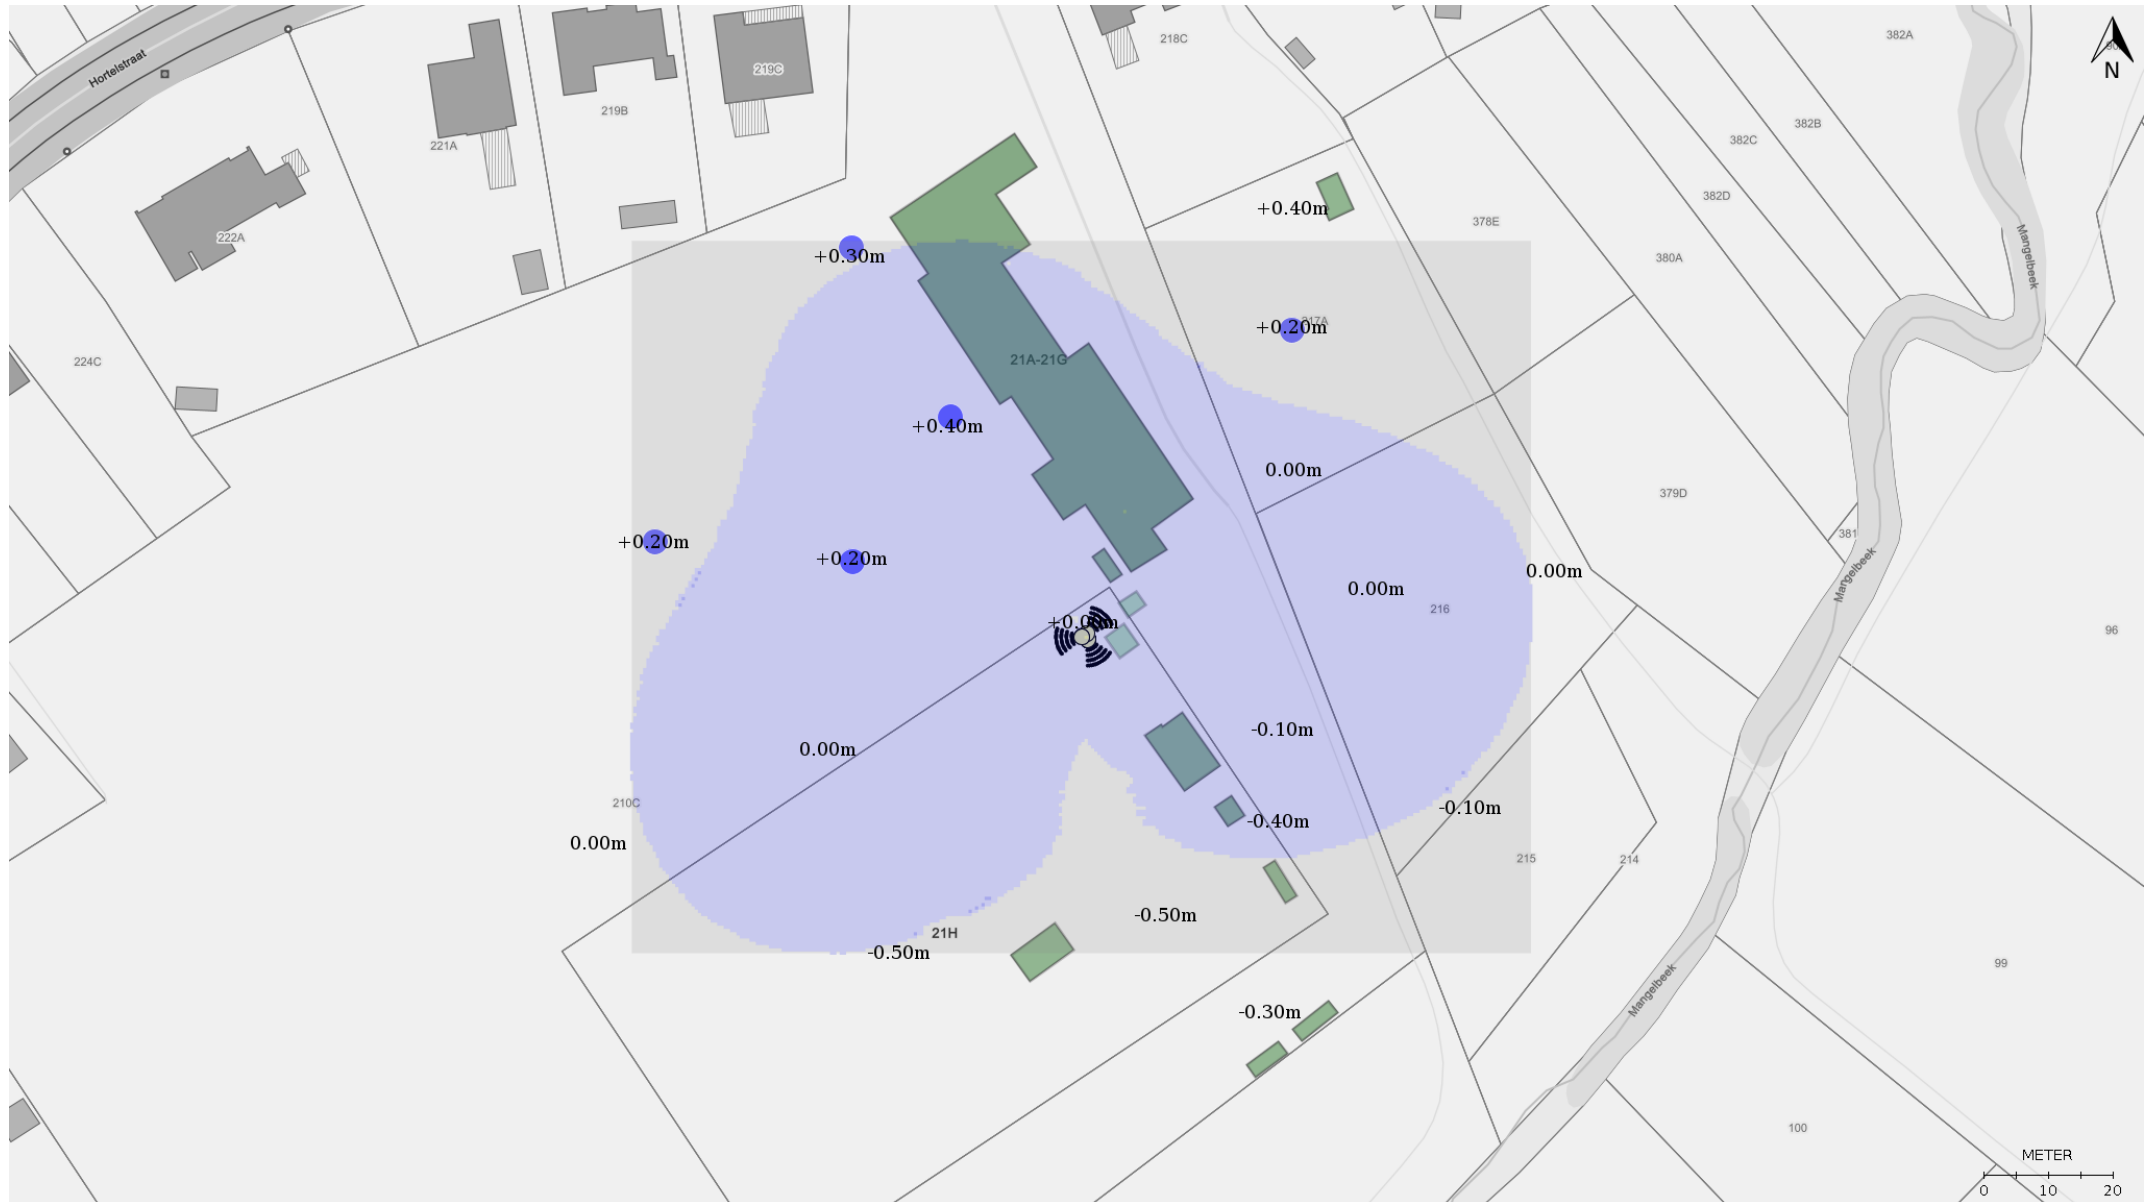 382A
N
218C
Hortelstraat
219C
219B
382B
382C
221A
382D
+0.40m
378E
222A
Mangelbeek
+0.30m
380A
217A
+0.20m
21A-21G
224C
+0.40m
0.00m
379D
381
+0.20m
+0.20m
0.00m
Mangelbeek
0.00m
216
96
-0.10m
0.00m
210C
-0.10m
-0.40m
0.00m
215
214
-0.50m
21H
-0.50m
99
Mangelbeek
-0.30m
100
METER
0 10 20